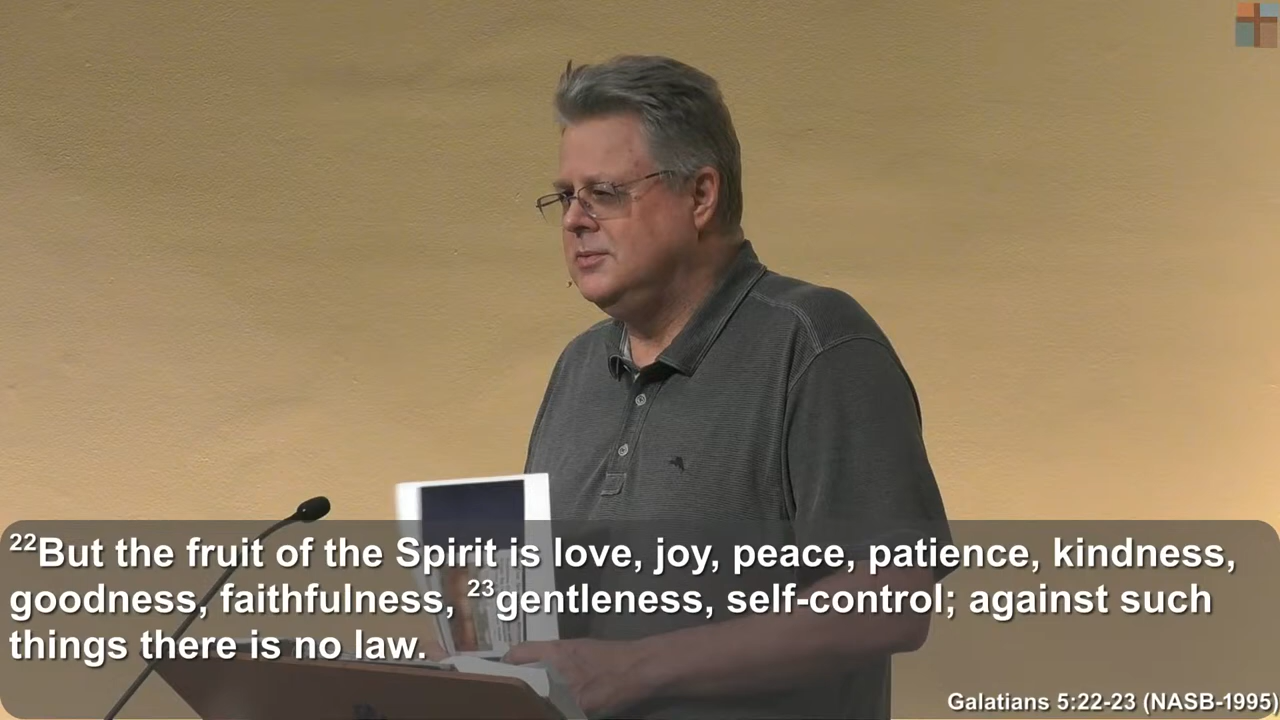 ²²But the fruit of the Spirit is love, joy, peace, patience, kindness,
goodness, faithfulness, ²³gentleness, self-control; against such
things there is no law.
Galatians 5:22-23 (NASB-1995)